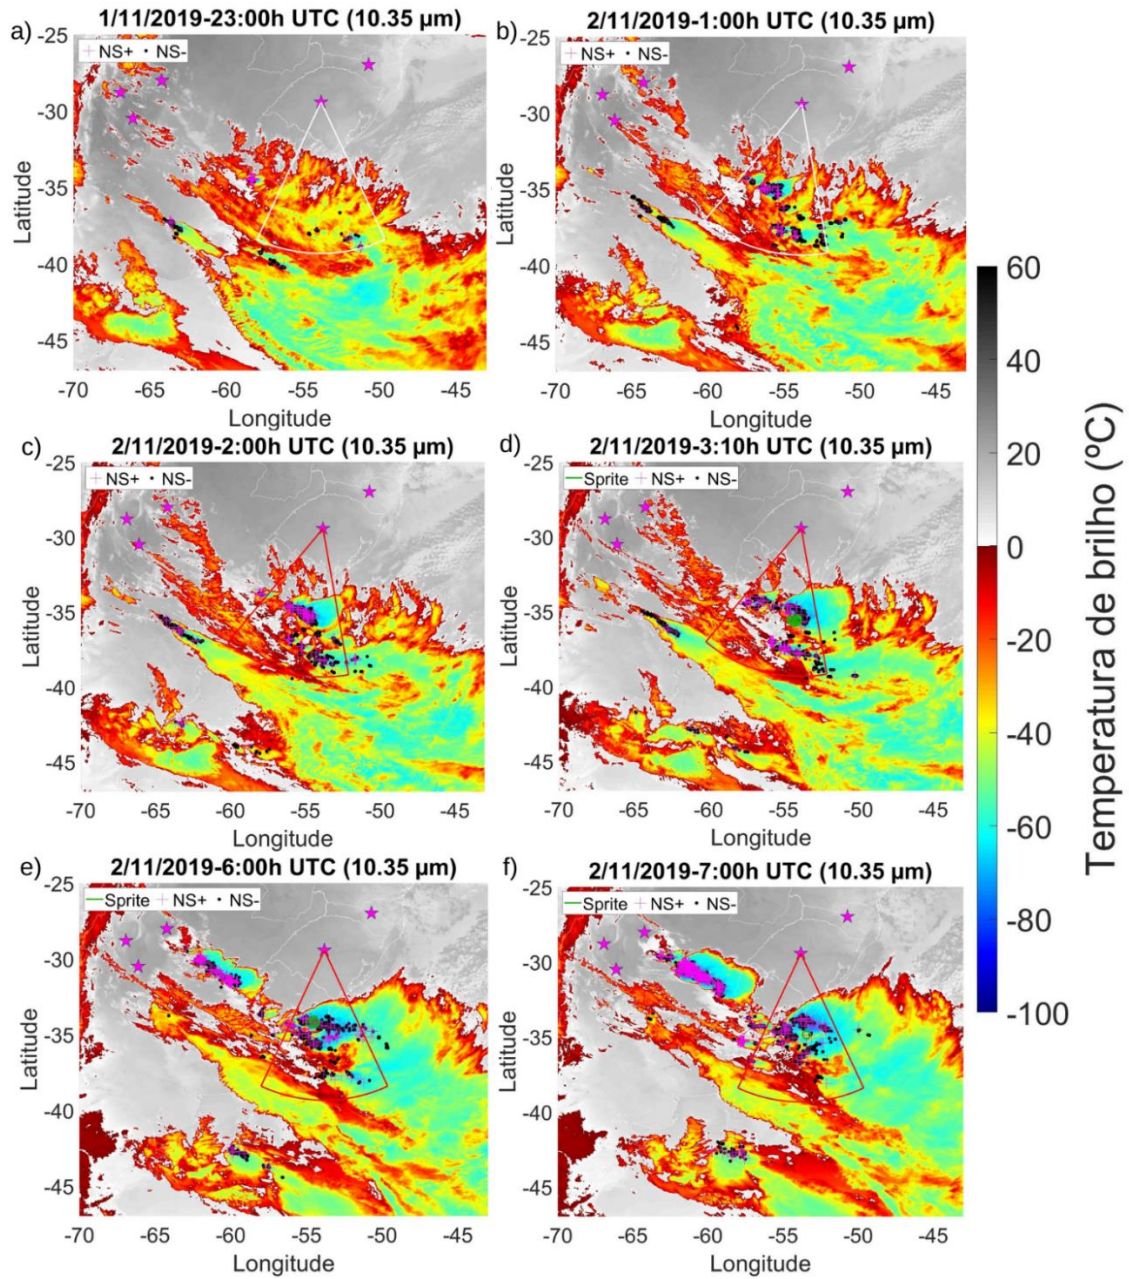 a)
1/11/2019-23:00h UTC (10.35 µm)
NS+ NS-
-25
-30
-35
-40
-45
Latitude
-70 -65 -60 -55 -50 -45
Longitude
b)
2/11/2019-1:00h UTC (10.35 µm)
NS+ NS-
-25
-30
-35
-40
-45
Latitude
-70 -65 -60 -55 -50 -45
Longitude
c)
2/11/2019-2:00h UTC (10.35 µm)
NS+ NS-
-25
-30
-35
-40
-45
Latitude
-70 -65 -60 -55 -50 -45
Longitude
d)
2/11/2019-3:10h UTC (10.35 µm)
Sprite NS+ NS-
-25
-30
-35
-40
-45
Latitude
-70 -65 -60 -55 -50 -45
Longitude
e)
2/11/2019-6:00h UTC (10.35 µm)
Sprite NS+ NS-
-25
-30
-35
-40
-45
Latitude
-70 -65 -60 -55 -50 -45
Longitude
f)
2/11/2019-7:00h UTC (10.35 µm)
Sprite NS+ NS-
-25
-30
-35
-40
-45
Latitude
-70 -65 -60 -55 -50 -45
Longitude
60
40
20
0
-20
-40
-60
-80
-100
Temperatura de brilho (ºC)